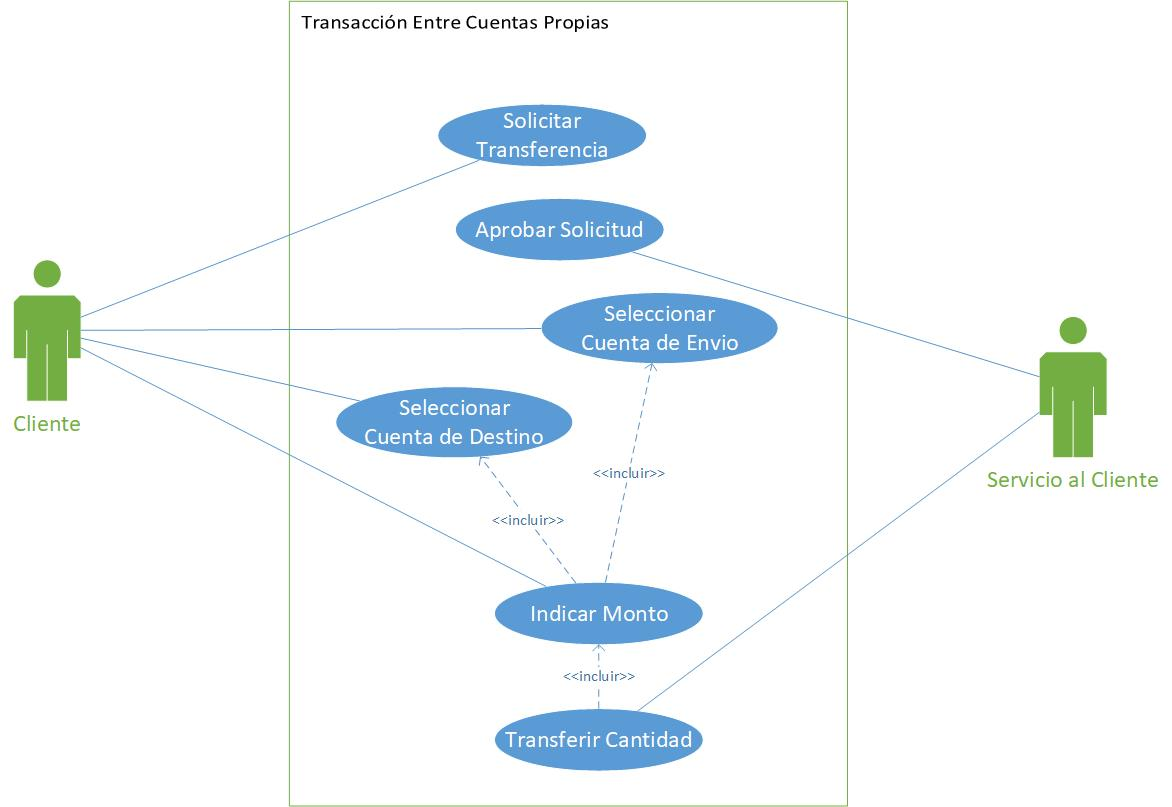 Transacción Entre Cuentas Propias
Solicitar
Transferencia
Aprobar Solicitud
Seleccionar
Cuenta de Envio
Seleccionar
Cuenta de Destino
Cliente
<<incluir>>
Servicio al Cliente
<<incluir>>
Indicar Monto
<<incluir>>
Transferir Cantidad